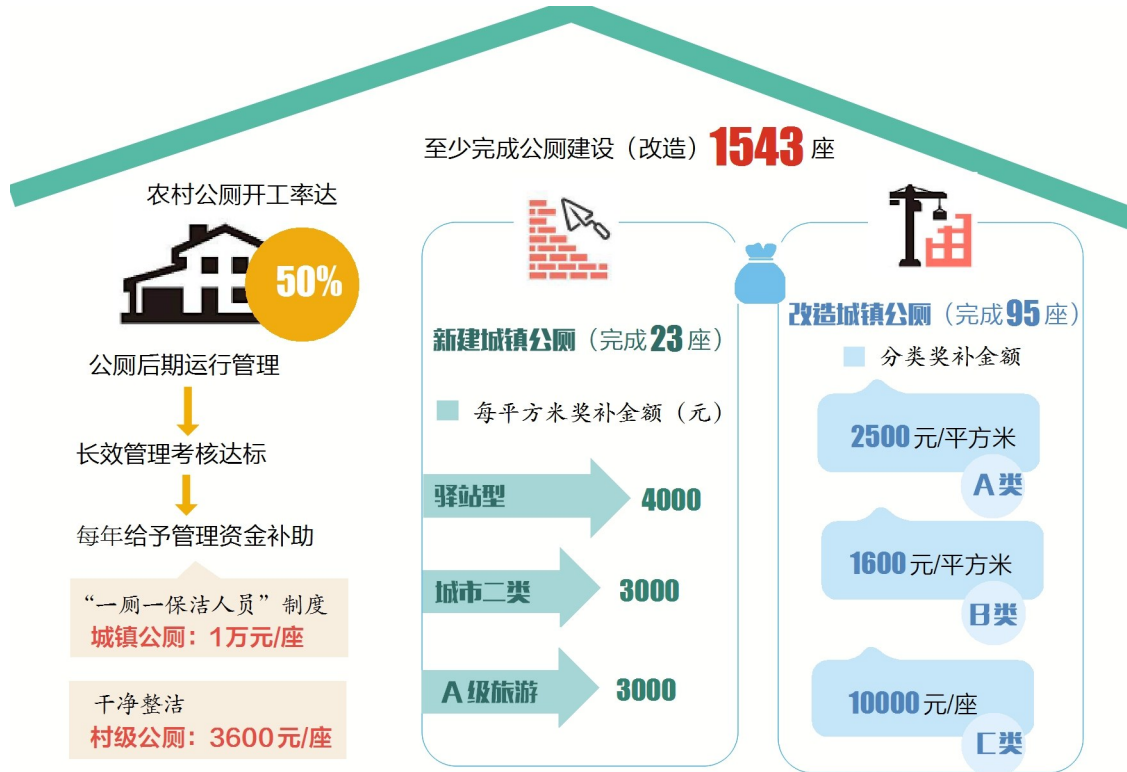 至少完成公厕建设（改造）1543座
农村公厕开工率达
50%
公厕后期运行管理
长效管理考核达标
每年给予管理资金补助
“一厕一保洁人员”制度
城镇公厕：1万元/座
干净整洁
村级公厕：3600元/座
新建城镇公厕（完成23座）
每平方米奖补金额（元）
驿站型
4000
城市二类
3000
A级旅游
3000
改造城镇公厕（完成95座）
分类奖补金额
2500元/平方米
A类
1600元/平方米
B类
10000元/座
C类